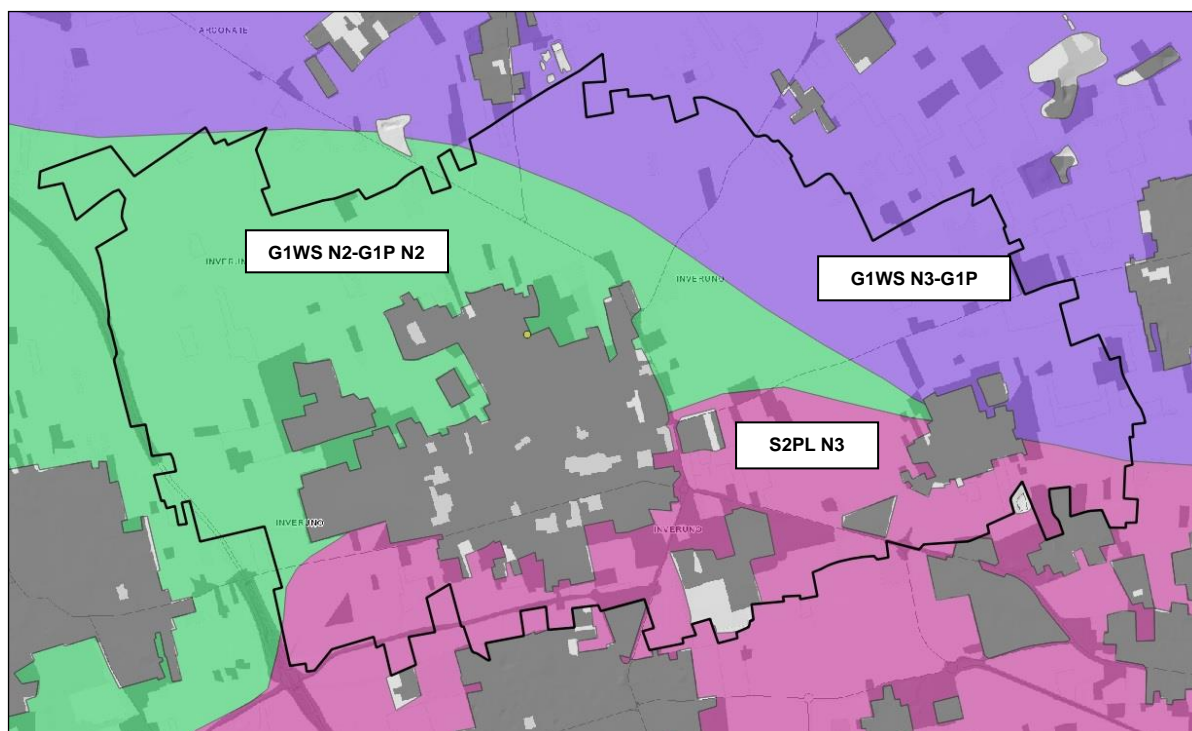 ARCONATE
G1WS N2-G1P N2
INVERUNO
INVERUNO
G1WS N3-G1P
S2PL N3
INVERUNO
INVERUNO